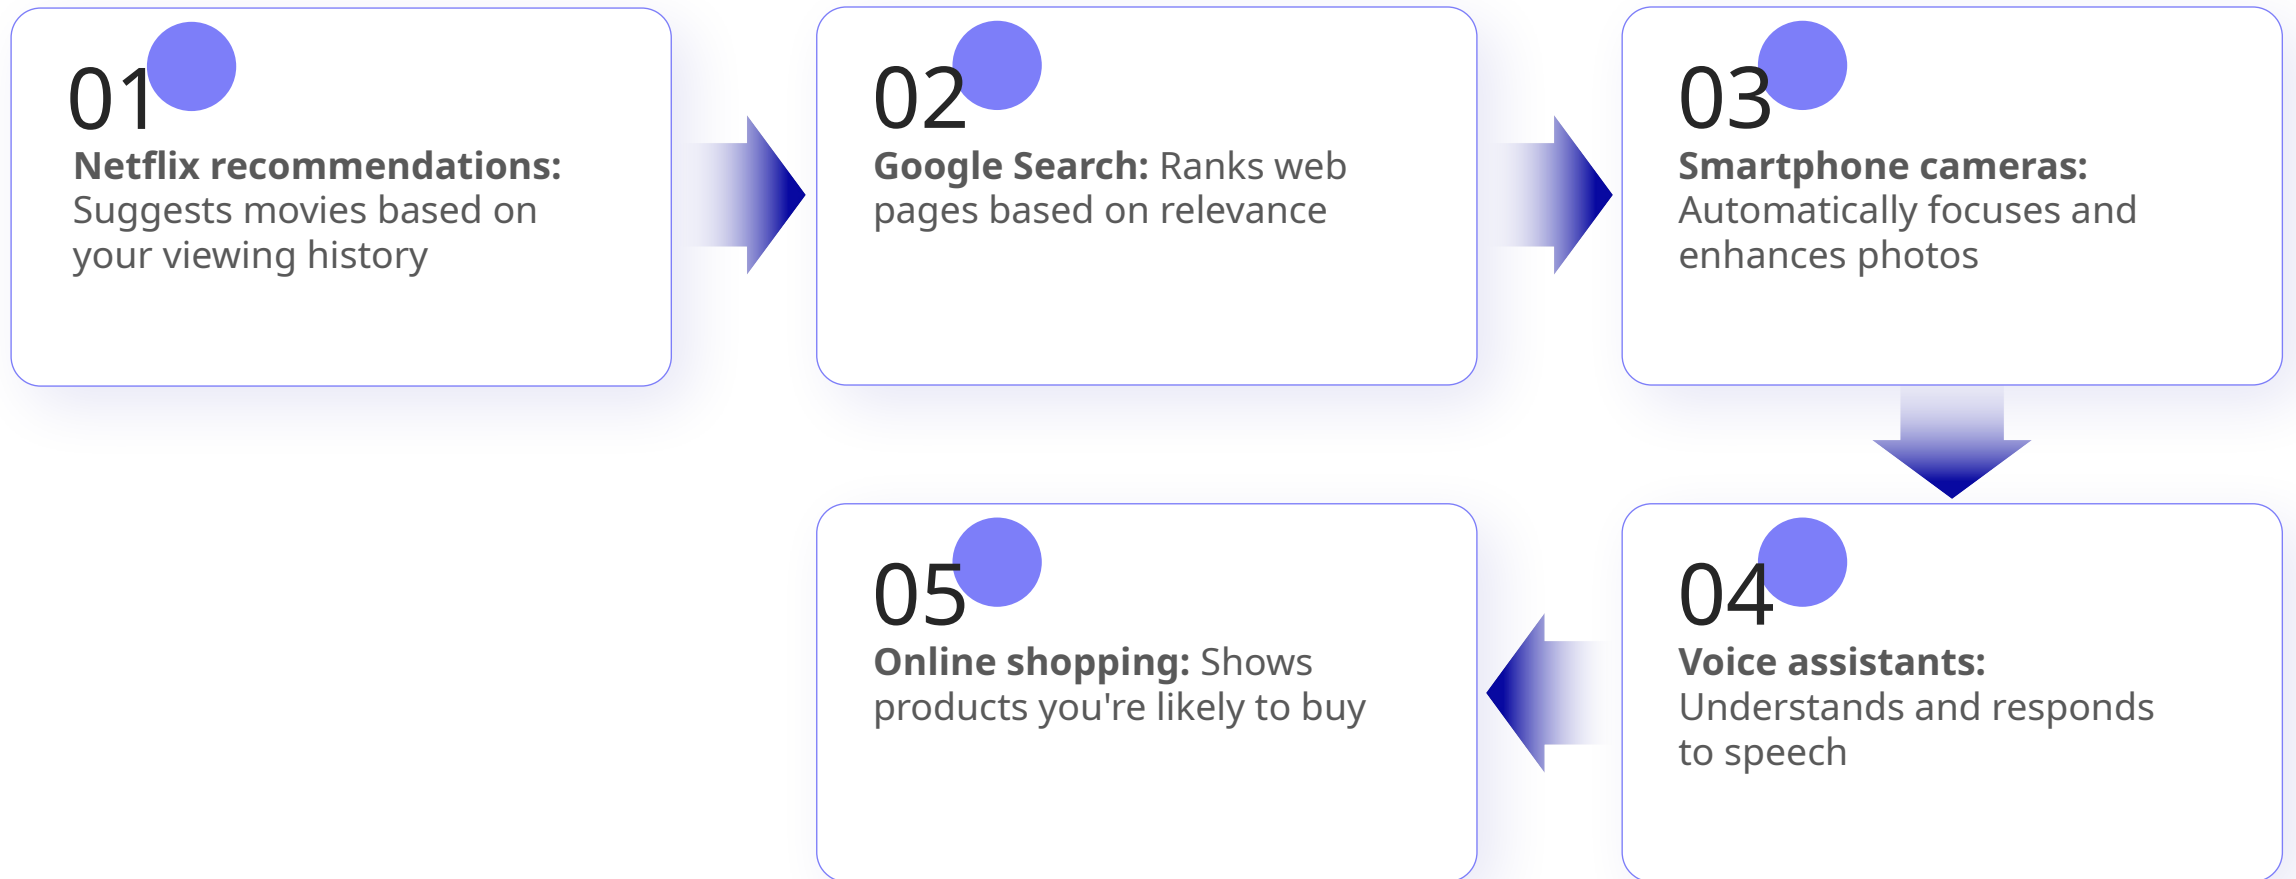 01
Netflix recommendations:
Suggests movies based on
your viewing history
02
Google Search: Ranks web
pages based on relevance
03
Smartphone cameras:
Automatically focuses and
enhances photos
04
Voice assistants:
Understands and responds
to speech
05
Online shopping: Shows
products you're likely to buy